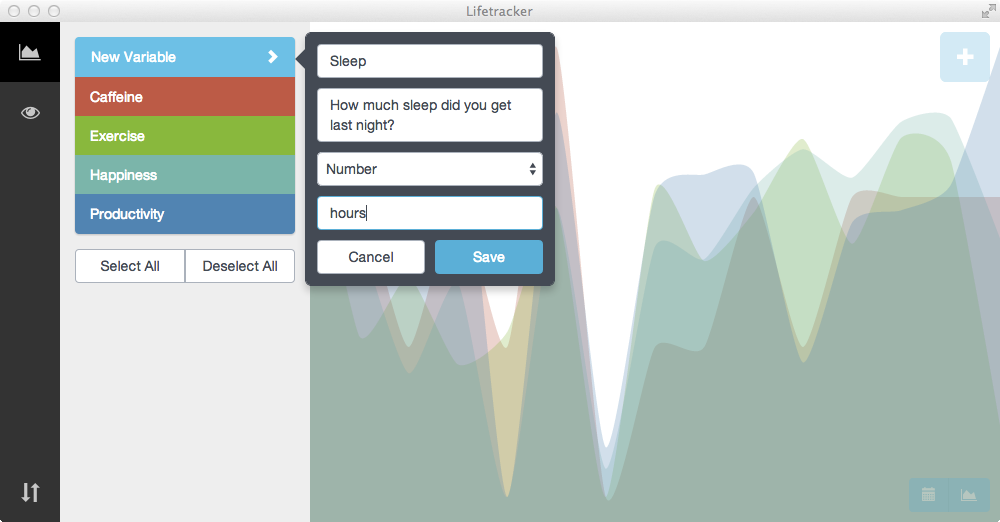 Lifetracker
New Variable
Caffeine
Exercise
Happiness
Productivity
Select All
Deselect All
Sleep
How much sleep did you get
last night?
Number
hours
Cancel
Save